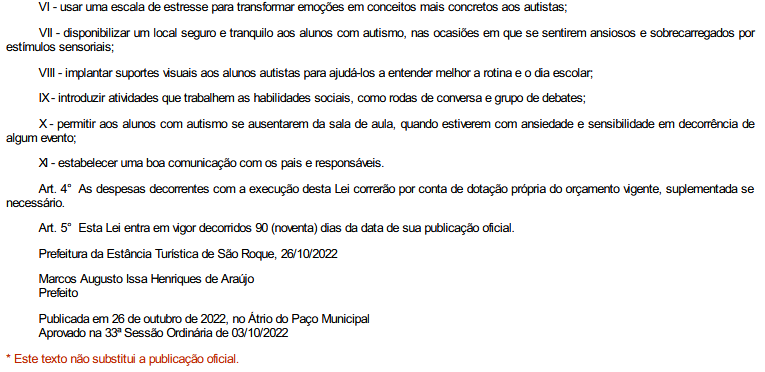 VI - usar uma escala de estresse para transformar emoções em conceitos mais concretos aos autistas;
VII - disponibilizar um local seguro e tranquilo aos alunos com autismo, nas ocasiões em que se sentirem ansiosos e sobrecarregados por
estímulos sensoriais;
VIII - implantar suportes visuais aos alunos autistas para ajudá-los a entender melhor a rotina e o dia escolar;
IX - introduzir atividades que trabalhem as habilidades sociais, como rodas de conversa e grupo de debates;
X - permitir aos alunos com autismo se ausentarem da sala de aula, quando estiverem com ansiedade e sensibilidade em decorrência de
algum evento;
XI - estabelecer uma boa comunicação com os pais e responsáveis.
Art. 4° As despesas decorrentes com a execução desta Lei correrão por conta de dotação própria do orçamento vigente, suplementada se
necessário.
Art. 5° Esta Lei entra em vigor decorridos 90 (noventa) dias da data de sua publicação oficial.
Prefeitura da Estância Turística de São Roque, 26/10/2022
Marcos Augusto Issa Henriques de Araújo
Prefeito
Publicada em 26 de outubro de 2022, no Átrio do Paço Municipal
Aprovado na 33ª Sessão Ordinária de 03/10/2022
* Este texto não substitui a publicação oficial.